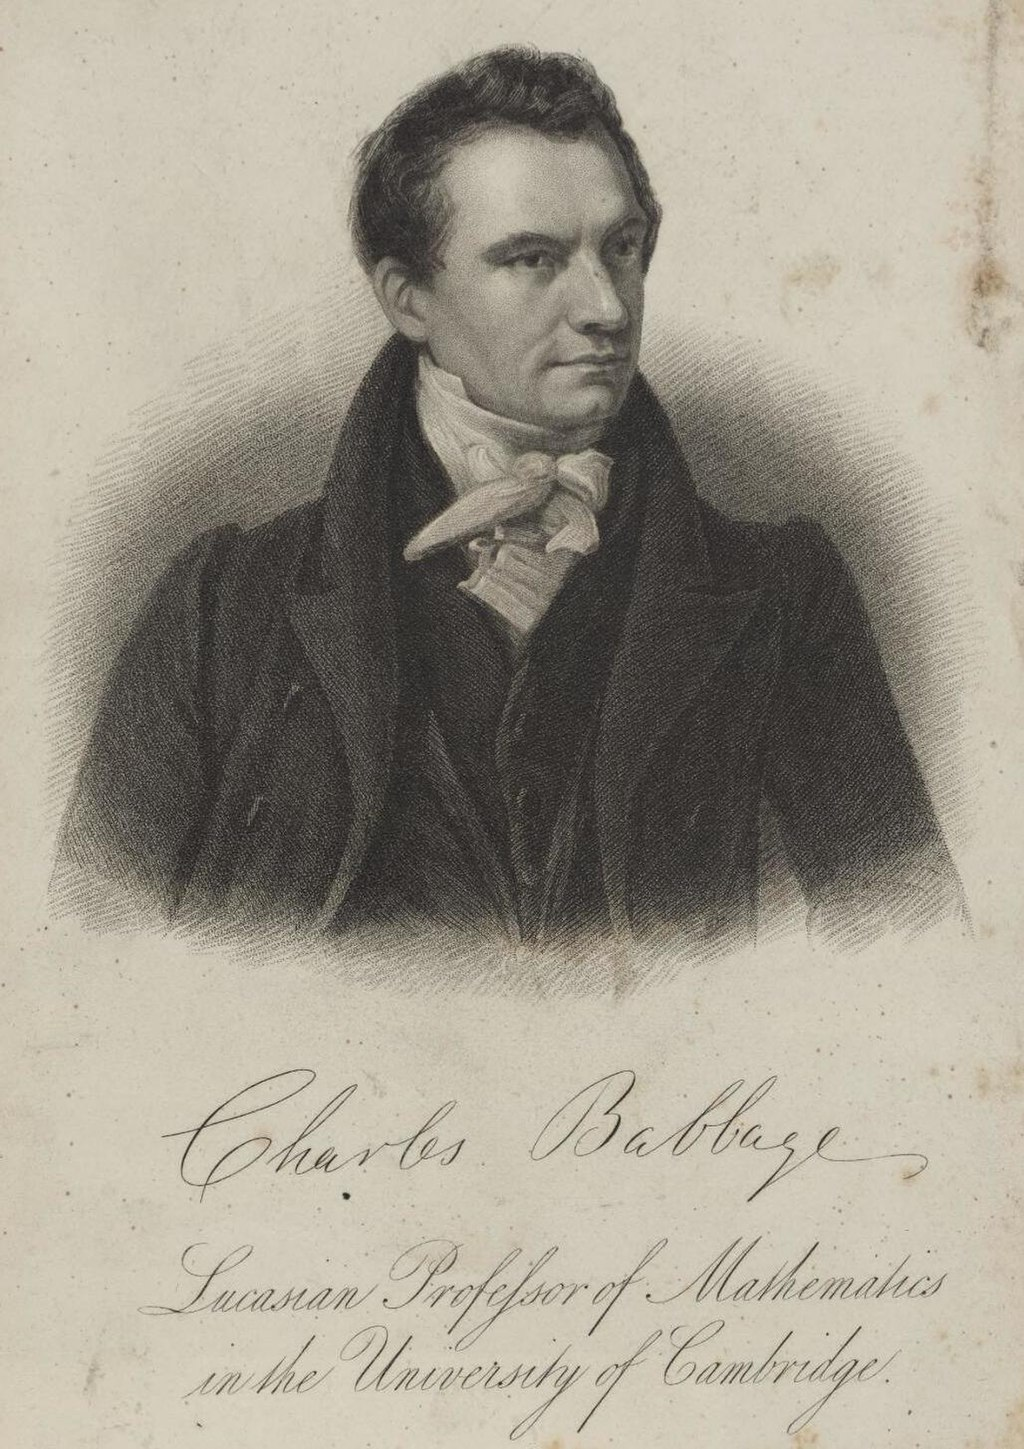 Charles Babbage
Lucasian Profeſsor of Mathematics
in the University of Cambridge.